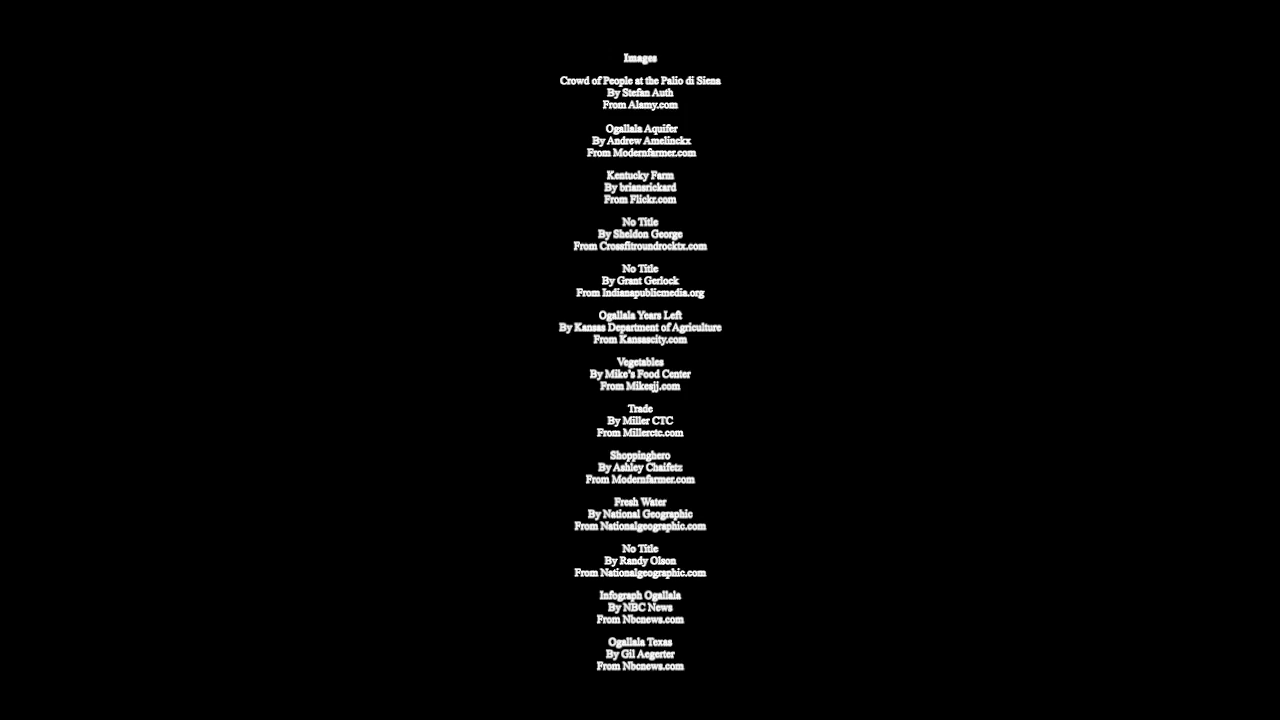 Images
Crowd of People at the Palio di Siena
By Stefan Auth
From Alamy.com
Ogallala Aquifer
By Andrew Amelinckx
From Modernfarmer.com
Kentucky Farm
By briansrickard
From Flickr.com
No Title
By Sheldon George
From Crossfitroundrocktx.com
No Title
By Grant Gerlock
From Indianapublicmedia.org
Ogallala Years Left
By Kansas Department of Agriculture
From Kansascity.com
Vegetables
By Mike's Food Center
From Mikesjj.com
Trade
By Miller CTC
From Millerctc.com
Shoppinghero
By Ashley Chaifetz
From Modernfarmer.com
Fresh Water
By National Geographic
From Nationalgeographic.com
No Title
By Randy Olson
From Nationalgeographic.com
Infograph Ogallala
By NBC News
From Nbcnews.com
Ogallala Texas
By Gil Aegerter
From Nbcnews.com